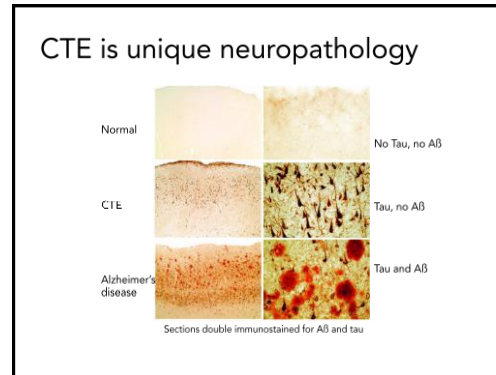 CTE is unique neuropathology
Normal
No Tau, no Aß
CTE
Tau, no Aß
Alzheimer's
disease
Tau and Aß
Sections double immunostained for Aß and tau